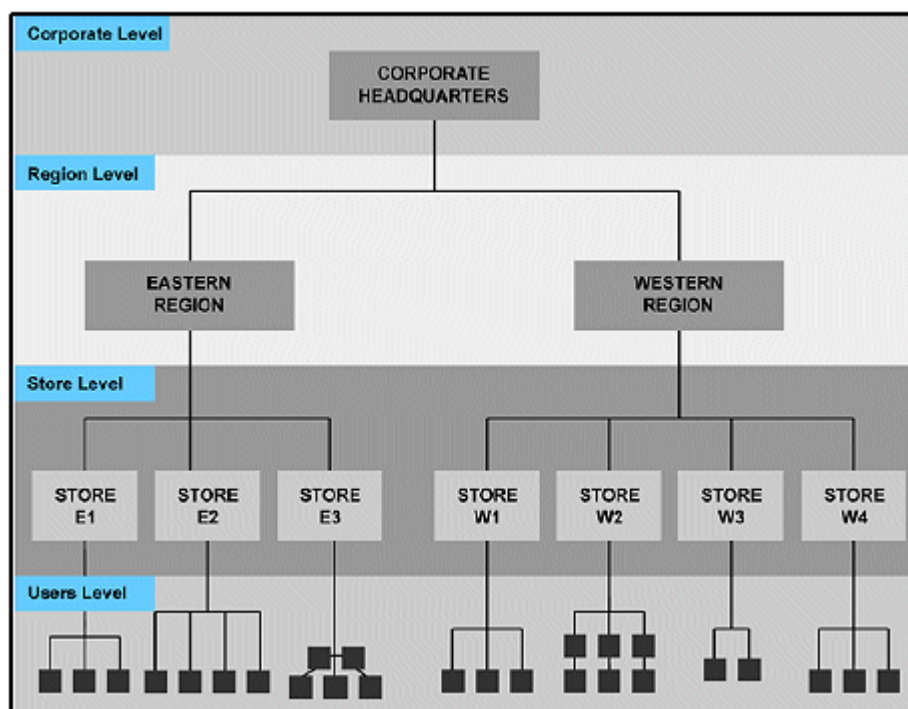 Corporate Level
CORPORATE
HEADQUARTERS
Region Level
EASTERN
REGION
WESTERN
REGION
Store Level
STORE
E1
STORE
E2
STORE
E3
STORE
W1
STORE
W2
STORE
W3
STORE
W4
Users Level